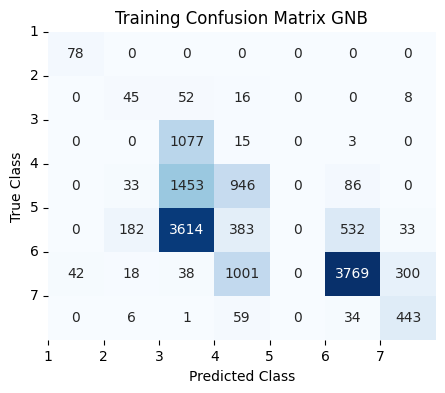 Training Confusion Matrix GNB
1
78 0 0 0 0 0 0
2
0 45 52 16 0 0 8
3
0 0 1077 15 0 3 0
4
0 33 1453 946 0 86 0
5
0 182 3614 383 0 532 33
6
42 18 38 1001 0 3769 300
7
0 6 1 59 0 34 443
True Class
1 2 3 4 5 6 7
Predicted Class